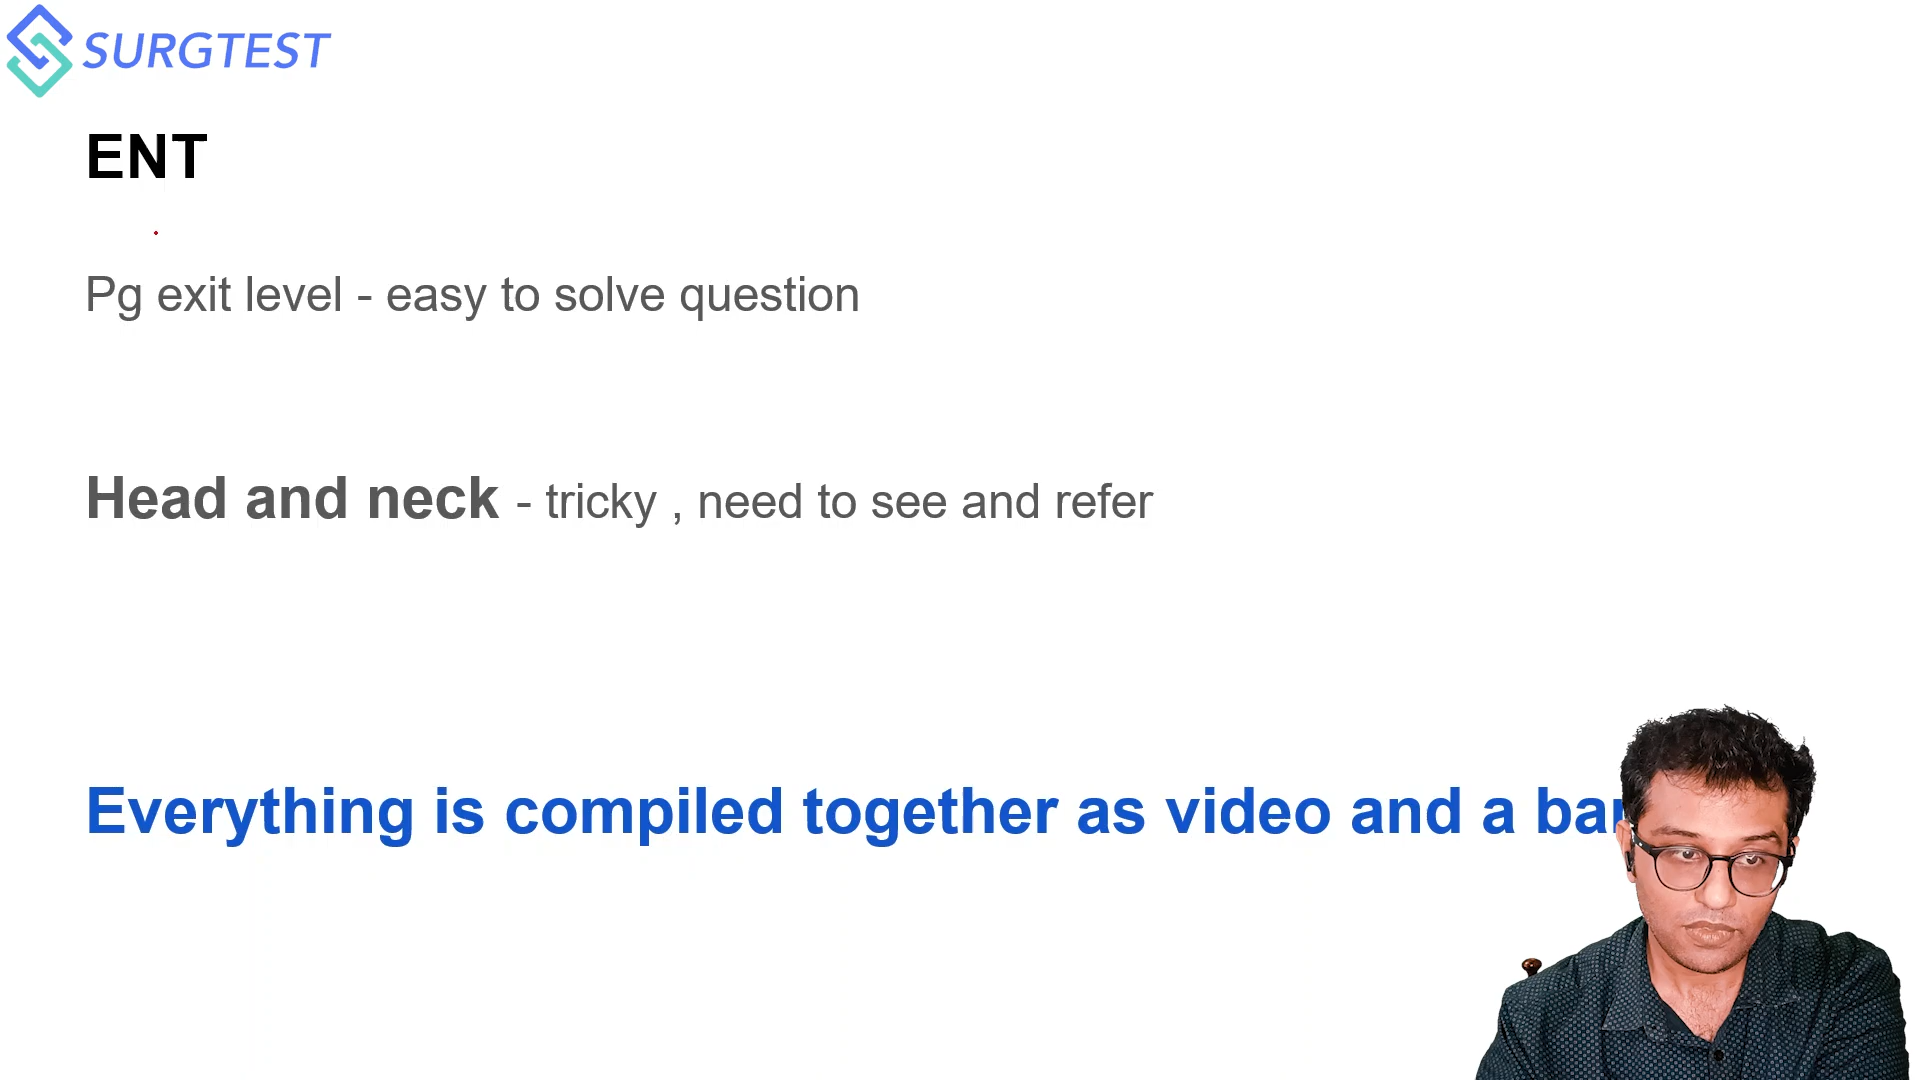 SURGTEST
ENT
Pg exit level - easy to solve question
Head and neck - tricky , need to see and refer
Everything is compiled together as video and a